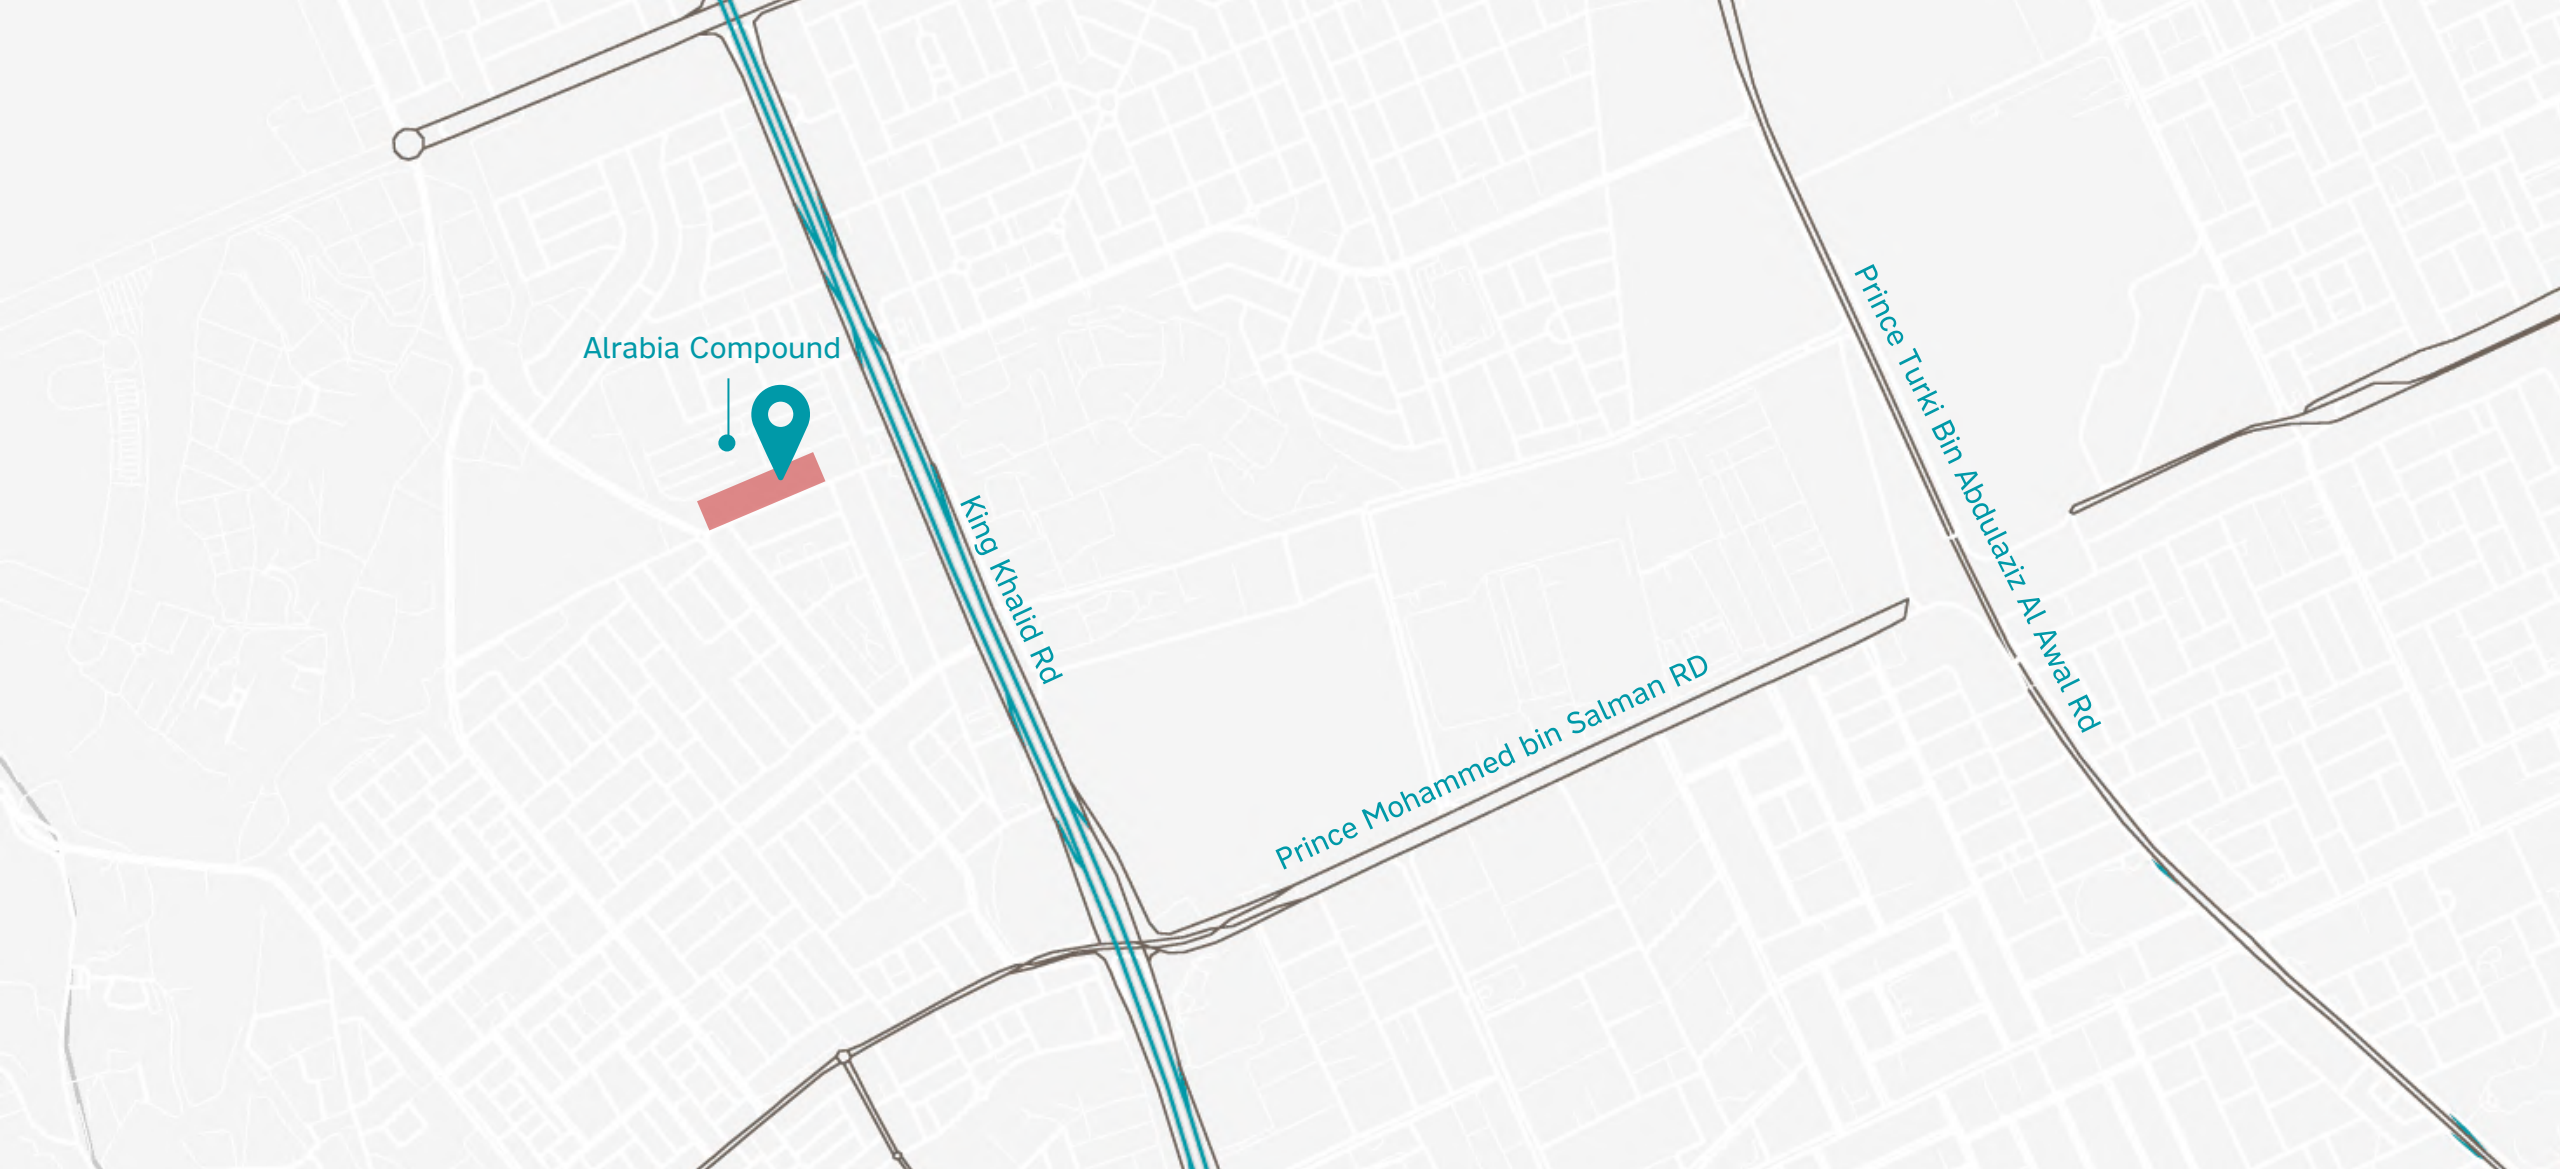 Alrabia Compound
King Khalid Rd
Prince Turki Bin Abdulaziz Al Awal Rd
Prince Mohammed bin Salman RD